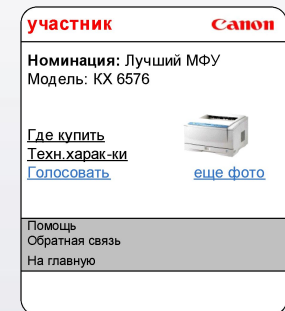 участник Canon
Номинация: Лучший МФУ
Модель: KX 6576
Где купить
Техн.харак-ки
Голосовать еще фото
Помощь
Обратная связь
На главную